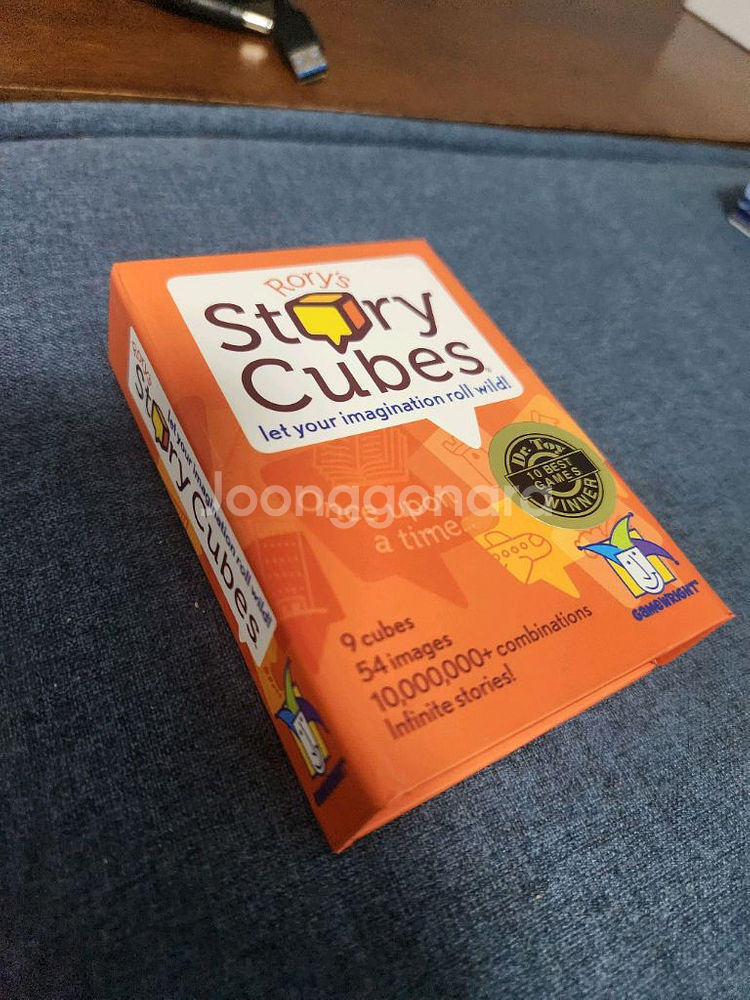 Rory's
Story
Cubes®
let your imagination roll wild!
Dr. Toy
10 BEST
GAMES
WINNER
Joonggonara
once upon
a time...
GAMEWRIGHT®
9 cubes
54 images
10,000,000+ combinations
Infinite stories!
Rory's
Story Cubes
let your imagination roll wild!